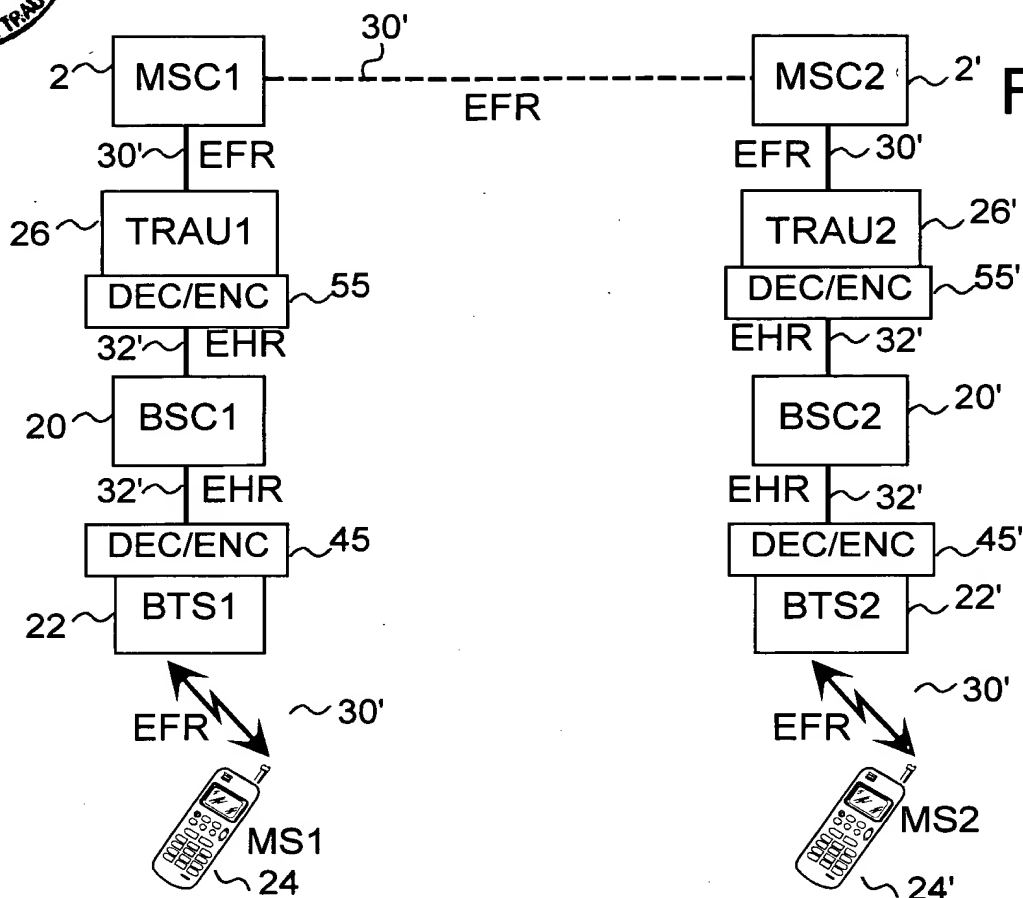 TRAU
30'
2 MSC1 MSC2 2' F
EFR
30' EFR EFR 30'
26 TRAU1 TRAU2 26'
DEC/ENC 55 DEC/ENC 55'
32' EHR EHR 32'
20 BSC1 BSC2 20'
32' EHR EHR 32'
DEC/ENC 45 DEC/ENC 45'
22 BTS1 BTS2 22'
EFR 30' EFR 30'
MS1 MS2
24 24'